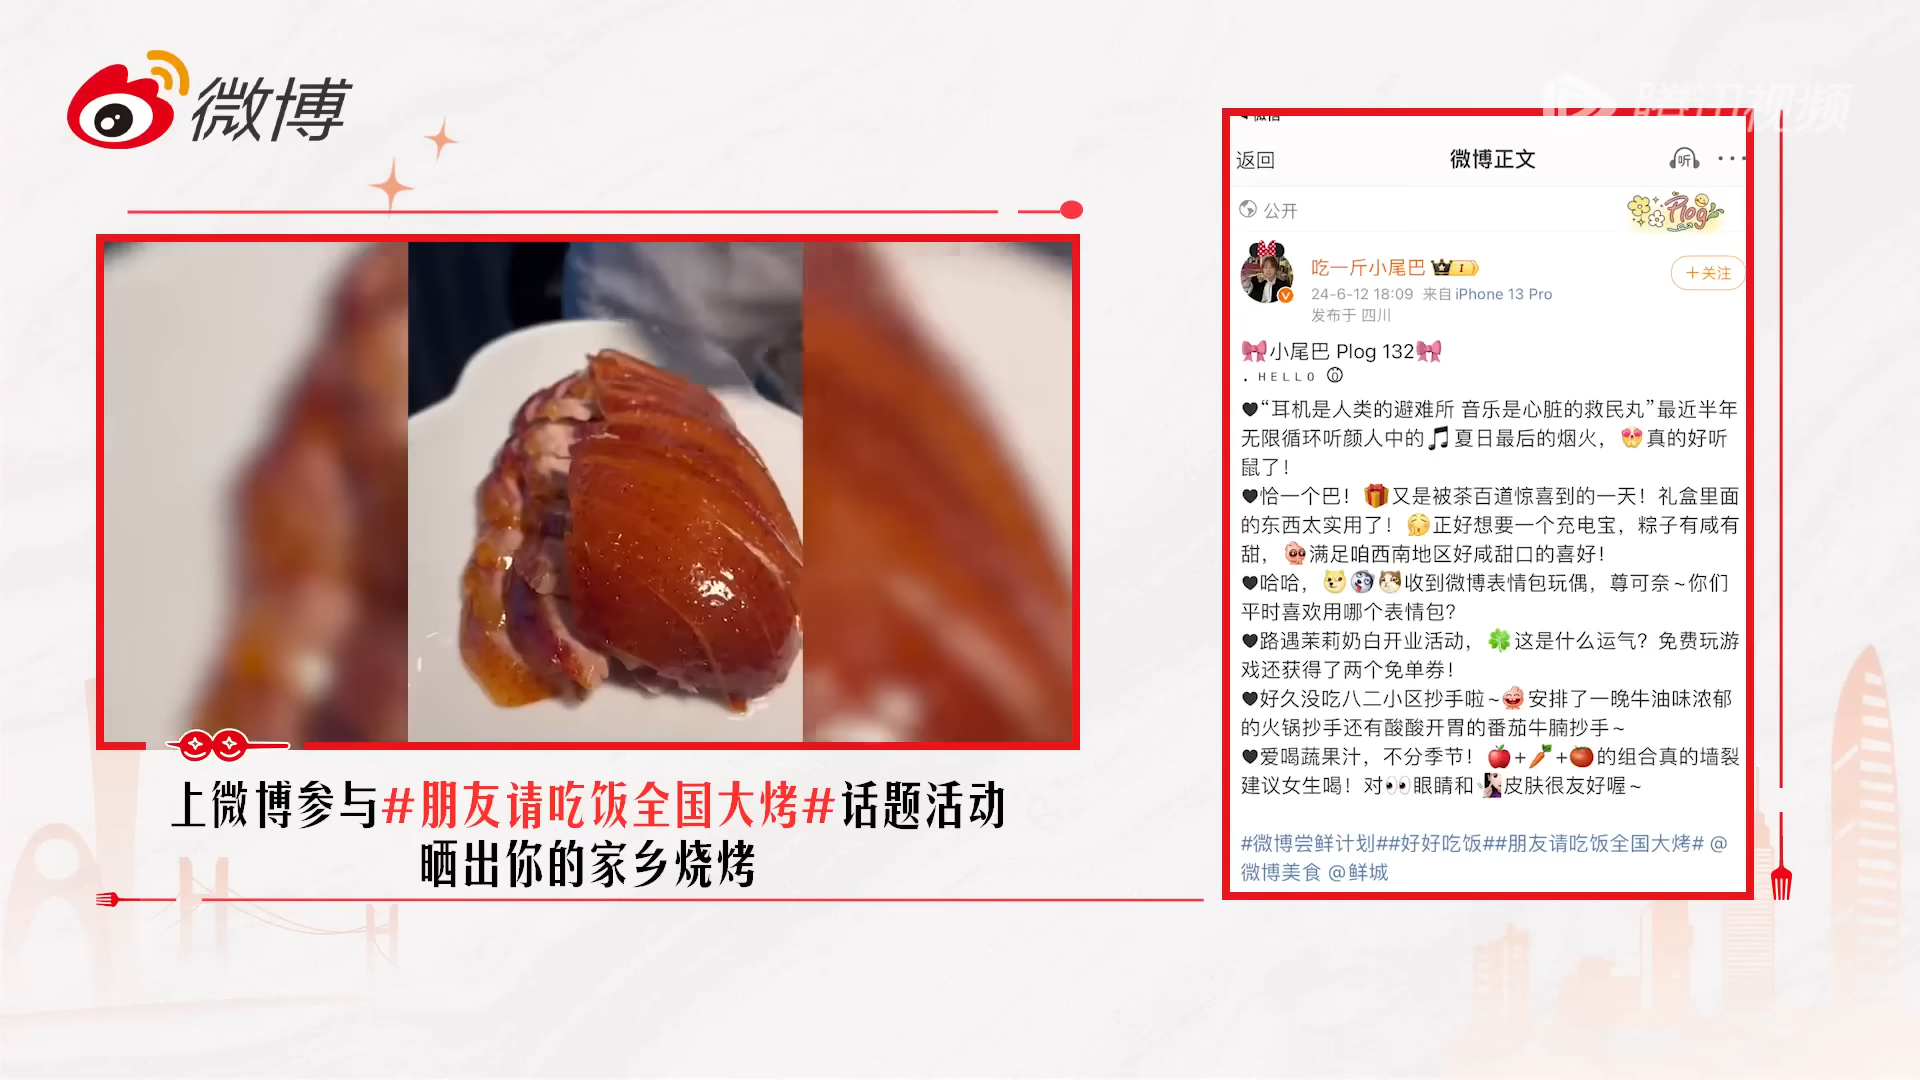 微博
腾讯视频
上微博参与#朋友请吃饭全国大烤#话题活动
晒出你的家乡烧烤
返回
微博正文
听
公开
Plog
吃一斤小尾巴
I
+关注
24-6-12 18:09 来自 iPhone 13 Pro
发布于 四川
🎀小尾巴 Plog 132🎀
. HELLO
🖤“耳机是人类的避难所 音乐是心脏的救民丸”最近半年
无限循环听颜人中的🎵夏日最后的烟火，😍真的好听
鼠了！
🖤恰一个巴！🎁又是被茶百道惊喜到的一天！礼盒里面
的东西太实用了！正好想要一个充电宝，粽子有咸有
甜，满足咱西南地区好咸甜口的喜好！
🖤哈哈，收到微博表情包玩偶，尊可奈~你们
平时喜欢用哪个表情包？
🖤路遇茉莉奶白开业活动，🍀这是什么运气？免费玩游
戏还获得了两个免单券！
🖤好久没吃八二小区抄手啦~安排了一晚牛油味浓郁
的火锅抄手还有酸酸开胃的番茄牛腩抄手~
🖤爱喝蔬果汁，不分季节！🍎+🥕+🍅的组合真的墙裂
建议女生喝！对👀眼睛和皮肤很友好喔~
#微博尝鲜计划##好好吃饭##朋友请吃饭全国大烤# @
微博美食 @鲜城